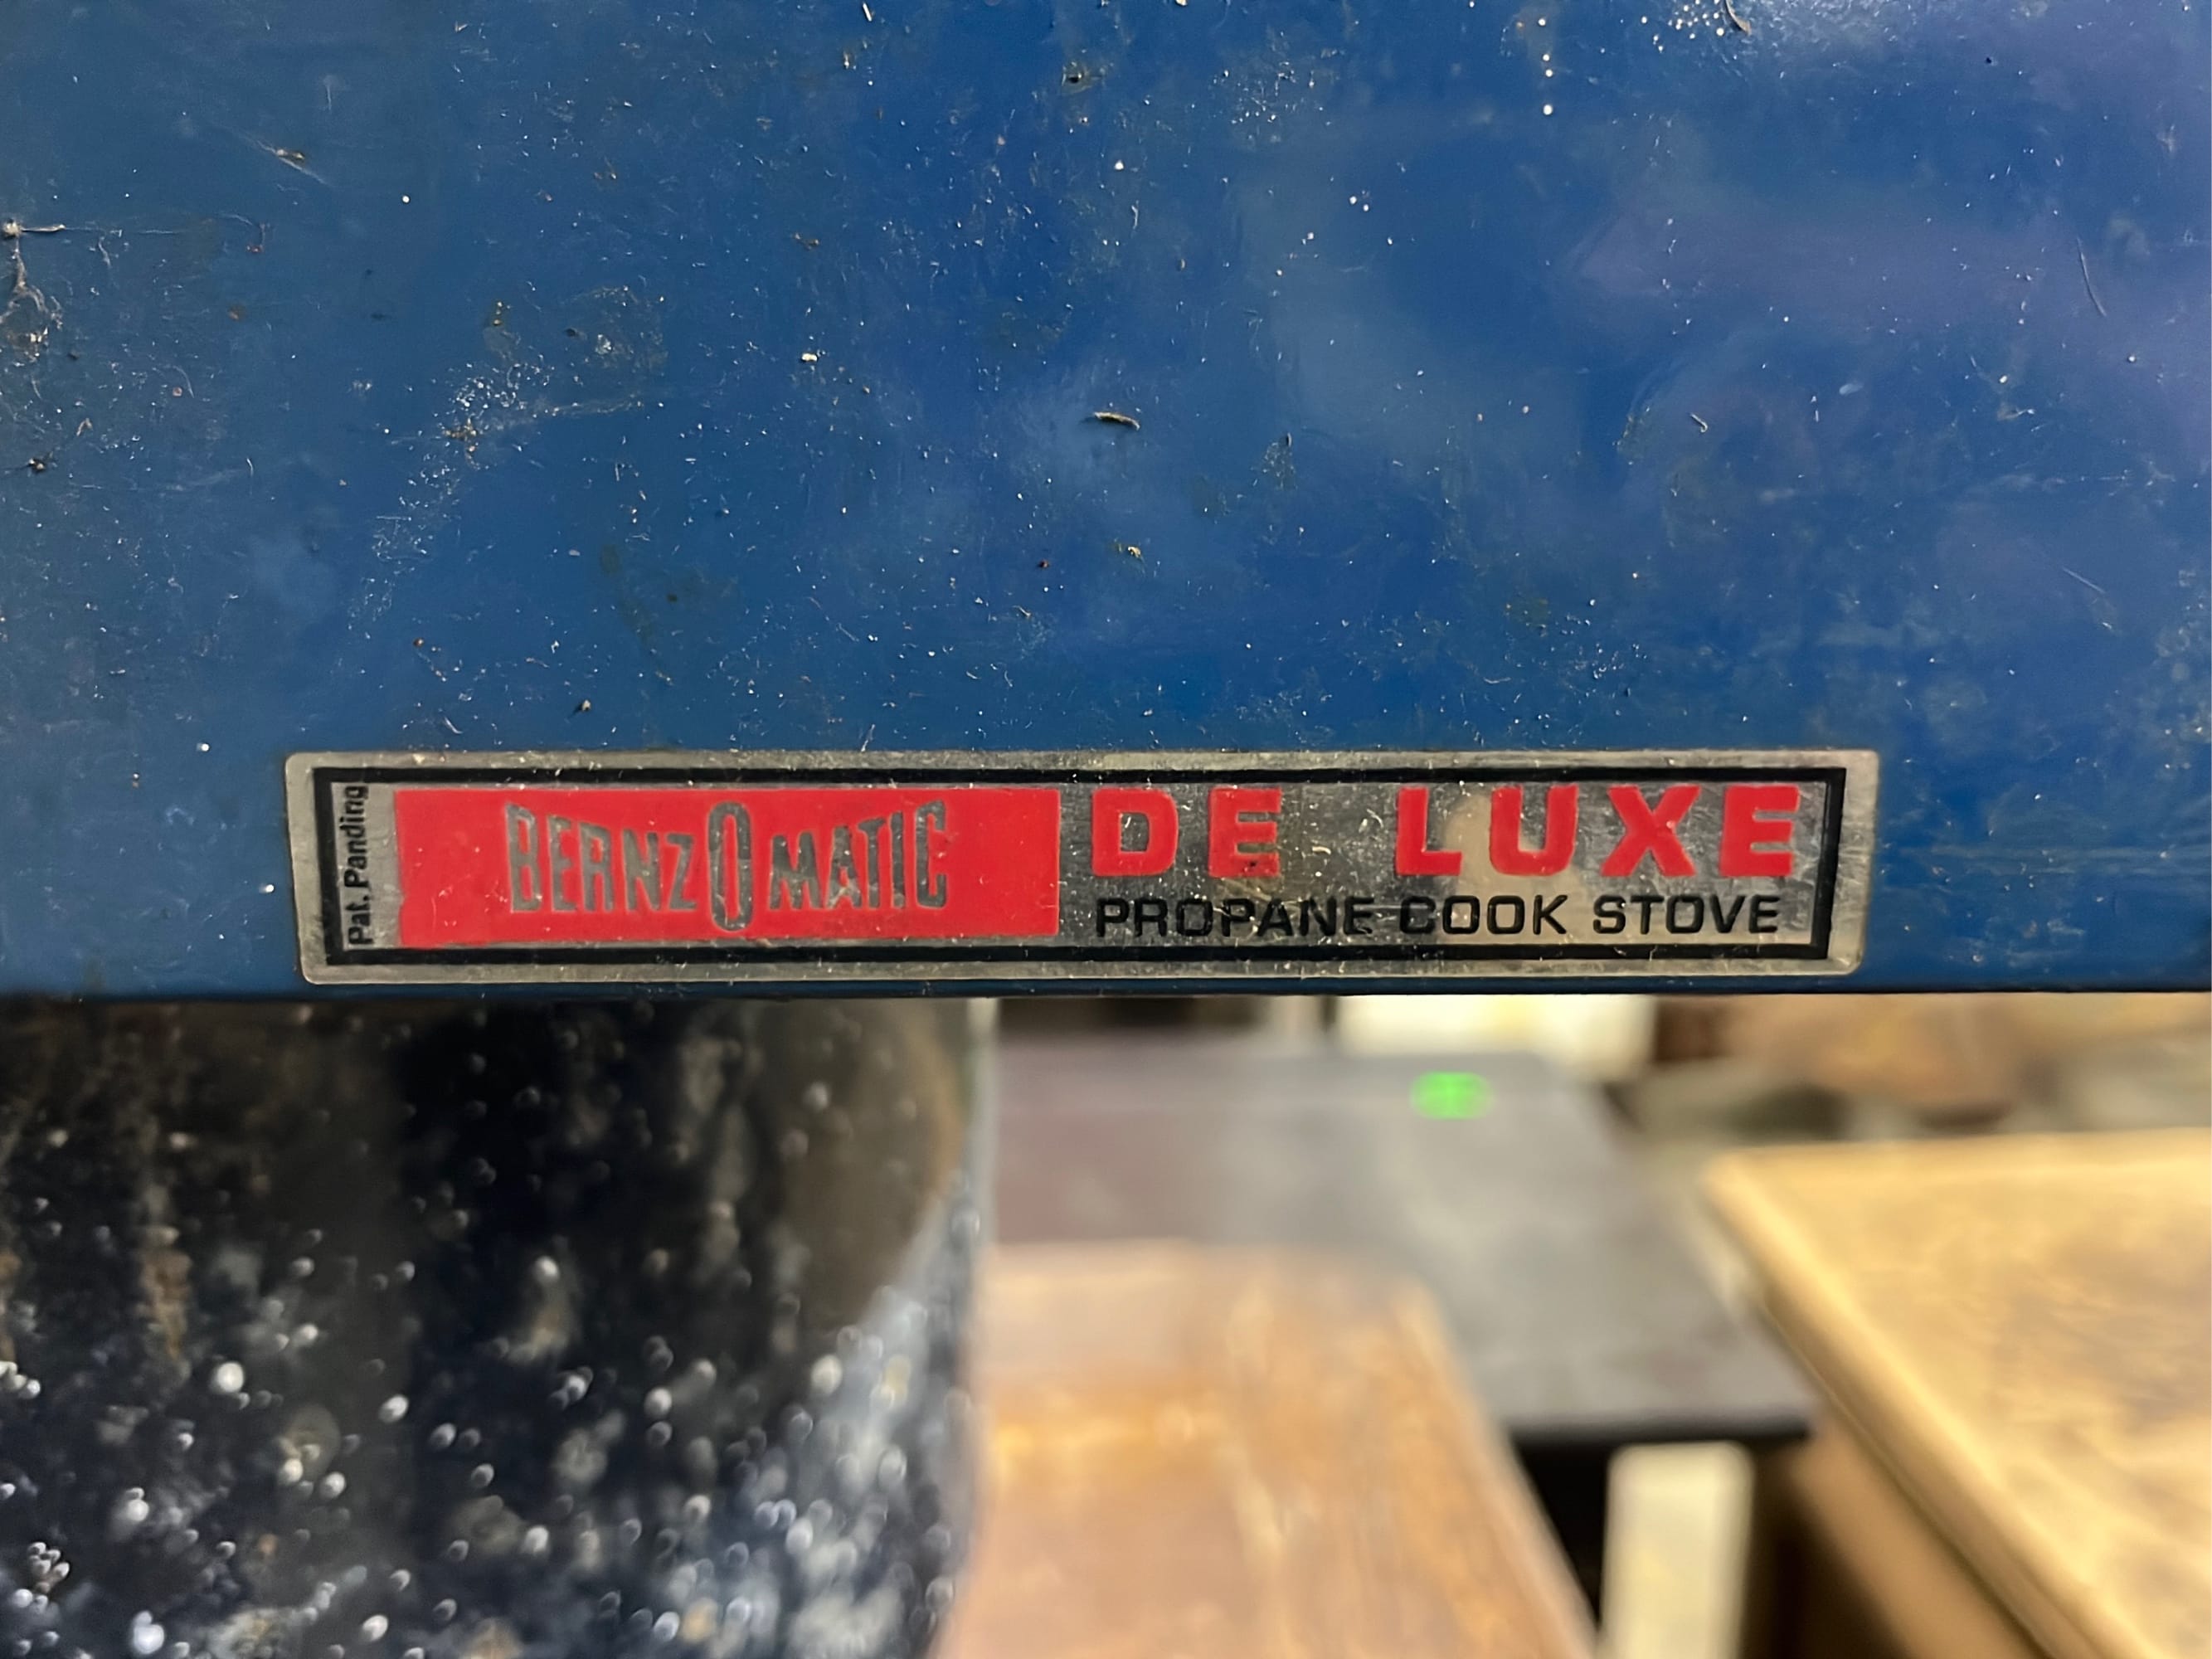 Pat. Panding
BERNZOMATIC
DE LUXE
PROPANE COOK STOVE